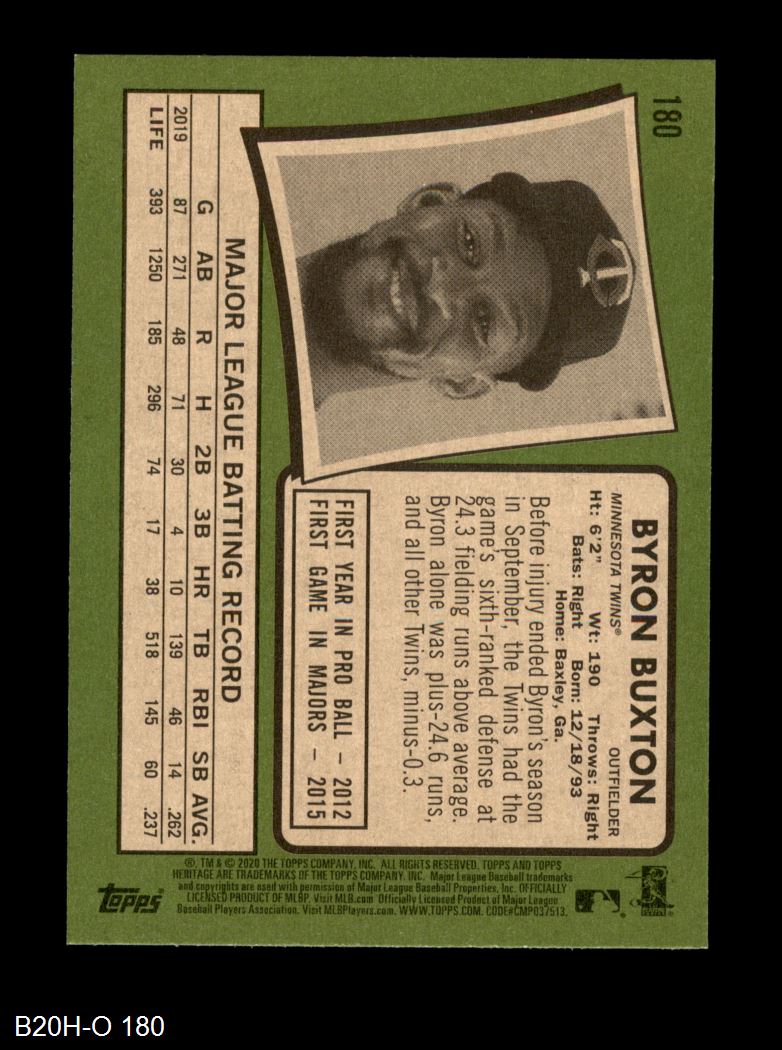 180
BYRON BUXTON
MINNESOTA TWINS® OUTFIELDER
Ht: 6'2" Wt: 190 Throws: Right
Bats: Right Born: 12/18/93
Home: Baxley, Ga.
Before injury ended Byron's season
in September, the Twins had the
game's sixth-ranked defense at
24.3 fielding runs above average.
Byron alone was plus-24.6 runs,
and all other Twins, minus-0.3.
FIRST YEAR IN PRO BALL – 2012
FIRST GAME IN MAJORS – 2015
MAJOR LEAGUE BATTING RECORD
G AB R H 2B 3B HR TB RBI SB AVG.
2019 87 271 48 71 30 4 10 139 46 14 .262
LIFE 393 1250 185 296 74 17 38 518 145 60 .237
®, TM & © 2020 THE TOPPS COMPANY, INC. ALL RIGHTS RESERVED. TOPPS AND TOPPS
HERITAGE ARE TRADEMARKS OF THE TOPPS COMPANY, INC. Major League Baseball trademarks
and copyrights are used with permission of Major League Baseball Properties, Inc. OFFICIALLY
LICENSED PRODUCT OF MLBP. Visit MLB.com Officially Licensed Product of Major League
Baseball Players Association. Visit MLBPlayers.com. WWW.TOPPS.COM. CODE#CMP037513.
TOPPS
B20H-O 180